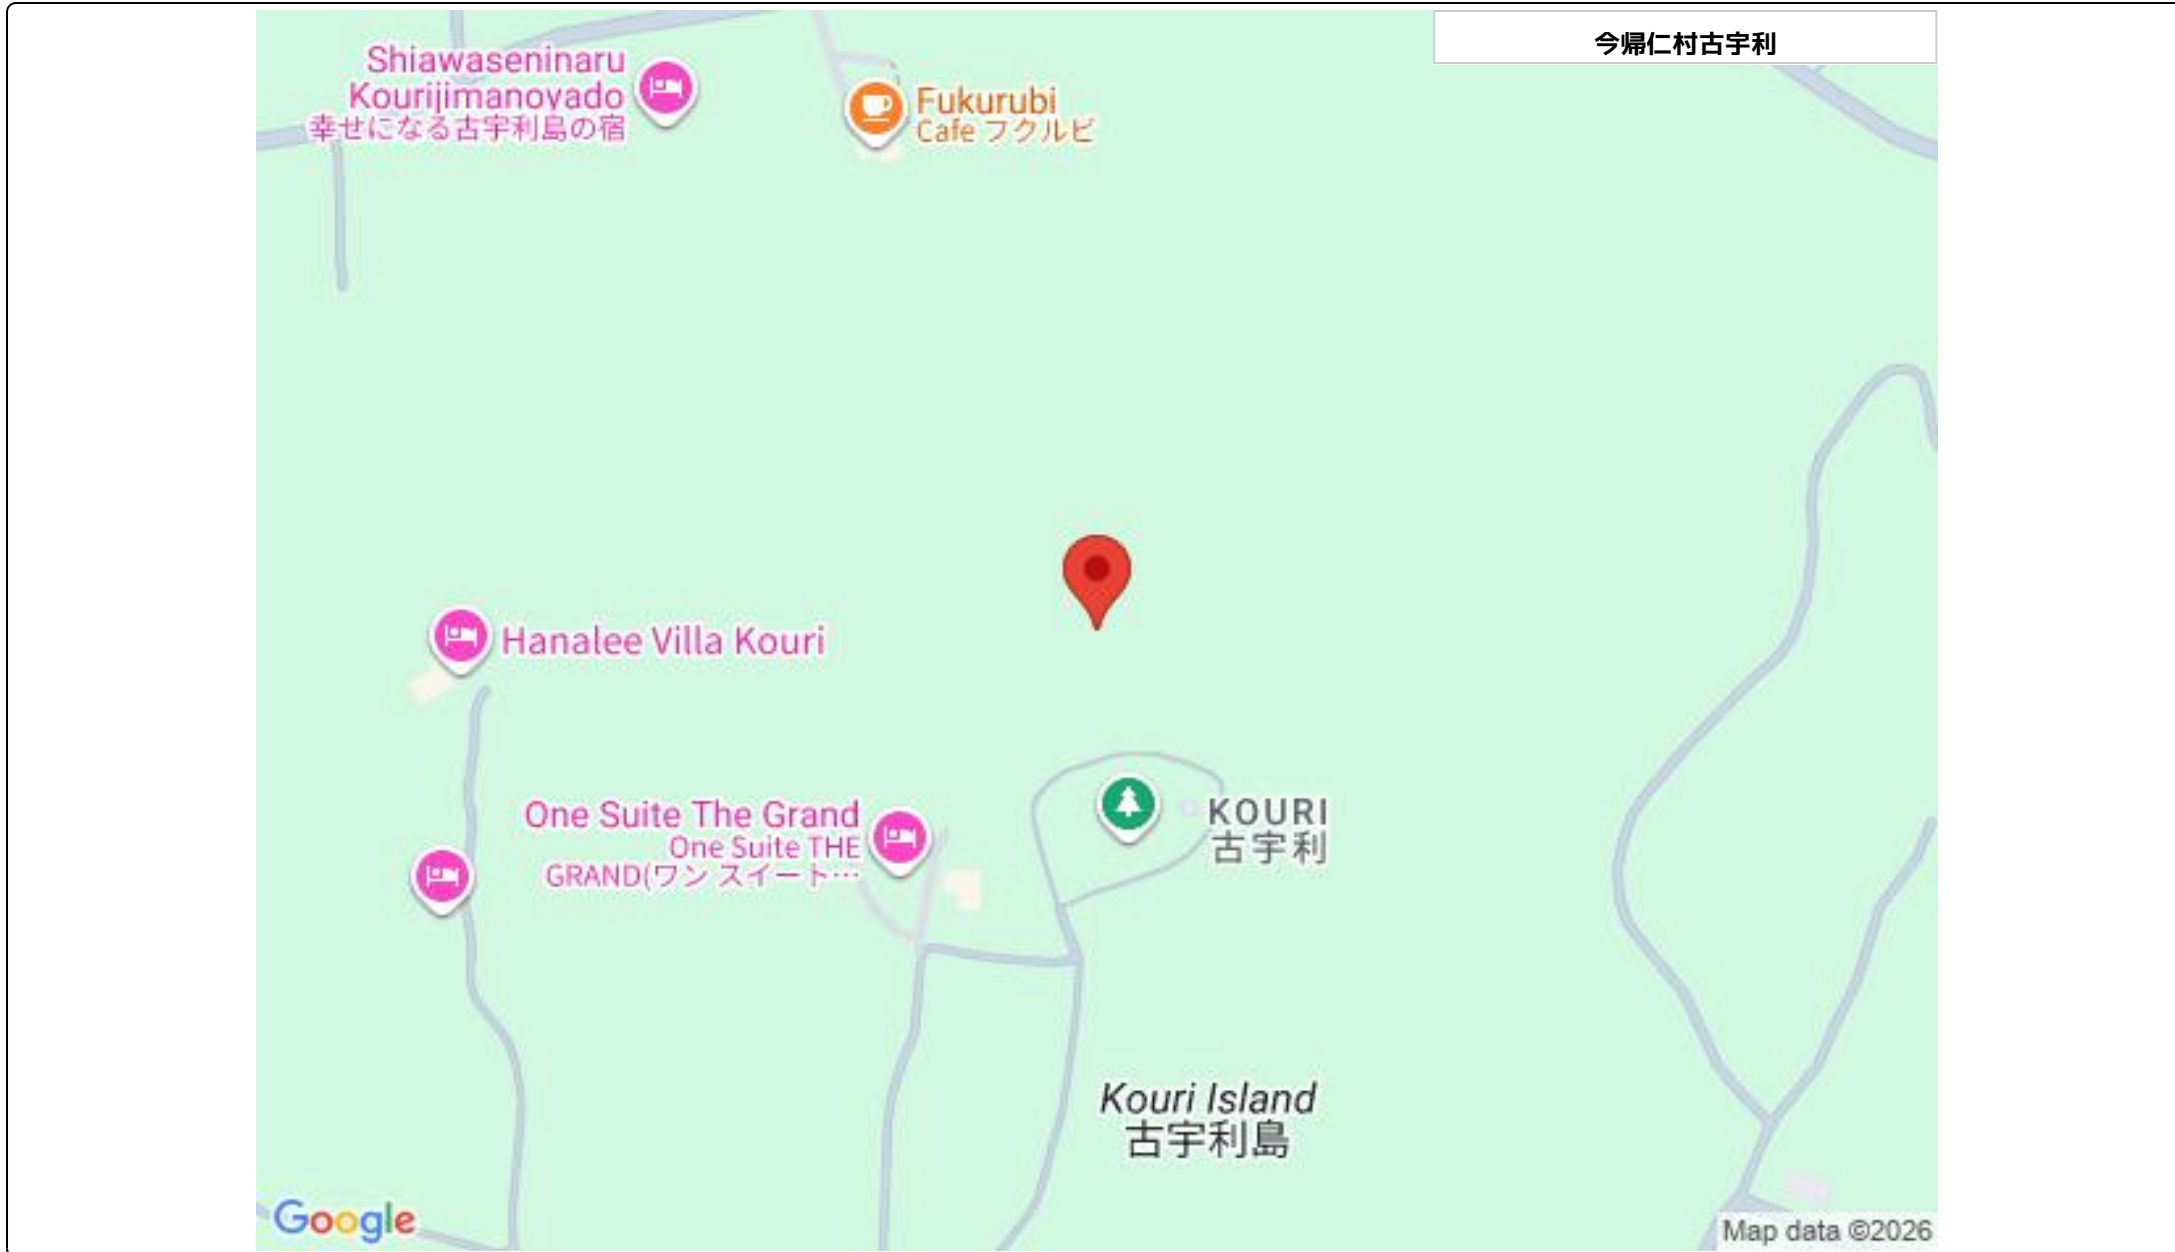 今帰仁村古宇利
Shiawaseninaru
Kourijimanoyado
幸せになる古宇利島の宿
Fukurubi
Cafe フクルビ
Hanalee Villa Kouri
One Suite The Grand
One Suite THE
GRAND(ワン スイート…
KOURI
古宇利
Kouri Island
古宇利島
Google
Map data ©2026